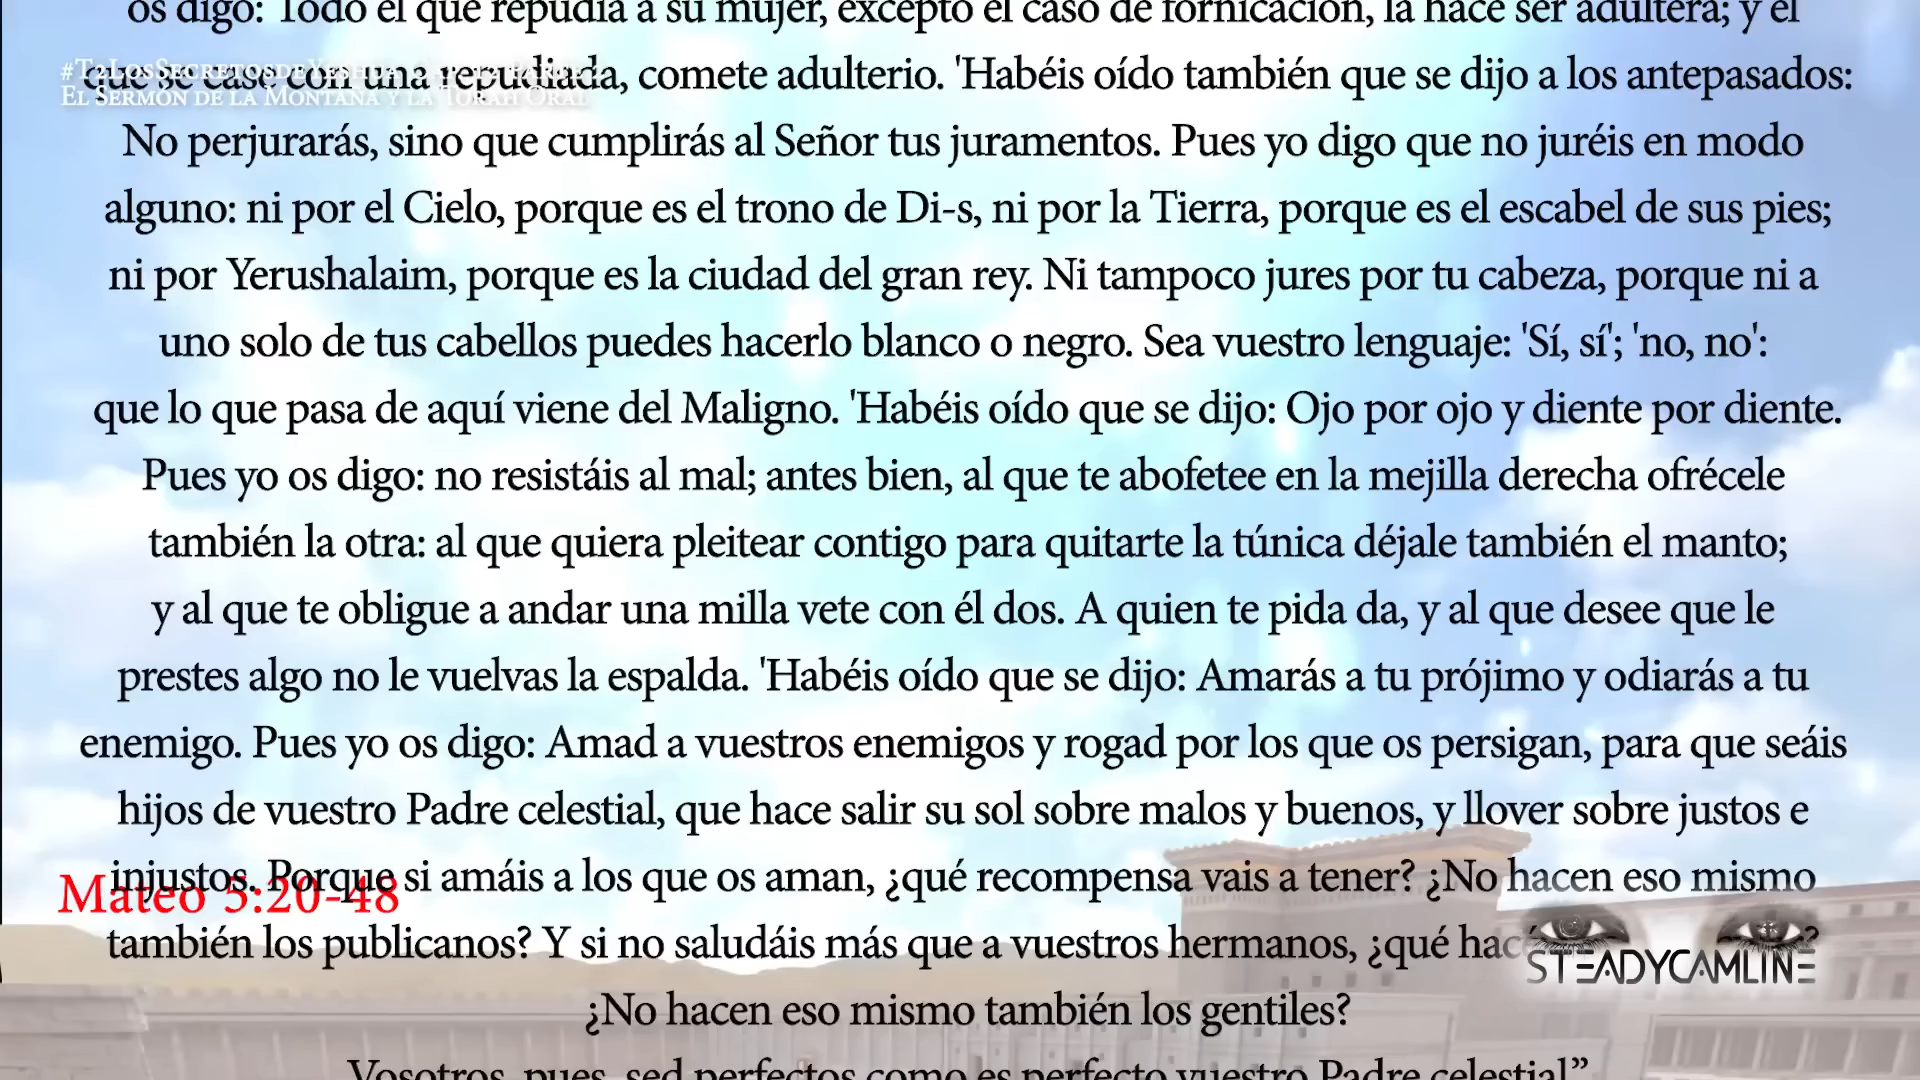 os digo: Todo el que repudia a su mujer, excepto el caso de fornicación, la hace ser adultera; y el
#T2LosSecretosdeYeshua
que se case con una repudiada, comete adulterio. 'Habéis oído también que se dijo a los antepasados:
El Sermón de la Montaña y la Torah Oral
No perjurarás, sino que cumplirás al Señor tus juramentos. Pues yo digo que no juréis en modo
alguno: ni por el Cielo, porque es el trono de Di-s, ni por la Tierra, porque es el escabel de sus pies;
ni por Yerushalaim, porque es la ciudad del gran rey. Ni tampoco jures por tu cabeza, porque ni a
uno solo de tus cabellos puedes hacerlo blanco o negro. Sea vuestro lenguaje: 'Sí, sí'; 'no, no':
que lo que pasa de aquí viene del Maligno. 'Habéis oído que se dijo: Ojo por ojo y diente por diente.
Pues yo os digo: no resistáis al mal; antes bien, al que te abofetee en la mejilla derecha ofrécele
también la otra: al que quiera pleitear contigo para quitarte la túnica déjale también el manto;
y al que te obligue a andar una milla vete con él dos. A quien te pida da, y al que desee que le
prestes algo no le vuelvas la espalda. 'Habéis oído que se dijo: Amarás a tu prójimo y odiarás a tu
enemigo. Pues yo os digo: Amad a vuestros enemigos y rogad por los que os persigan, para que seáis
hijos de vuestro Padre celestial, que hace salir su sol sobre malos y buenos, y llover sobre justos e
injustos. Porque si amáis a los que os aman, ¿qué recompensa vais a tener? ¿No hacen eso mismo
Mateo 5:20-48
también los publicanos? Y si no saludáis más que a vuestros hermanos, ¿qué hac ?
STEADYCAMLINE
¿No hacen eso mismo también los gentiles?
Vosotros, pues, sed perfectos como es perfecto vuestro Padre celestial”